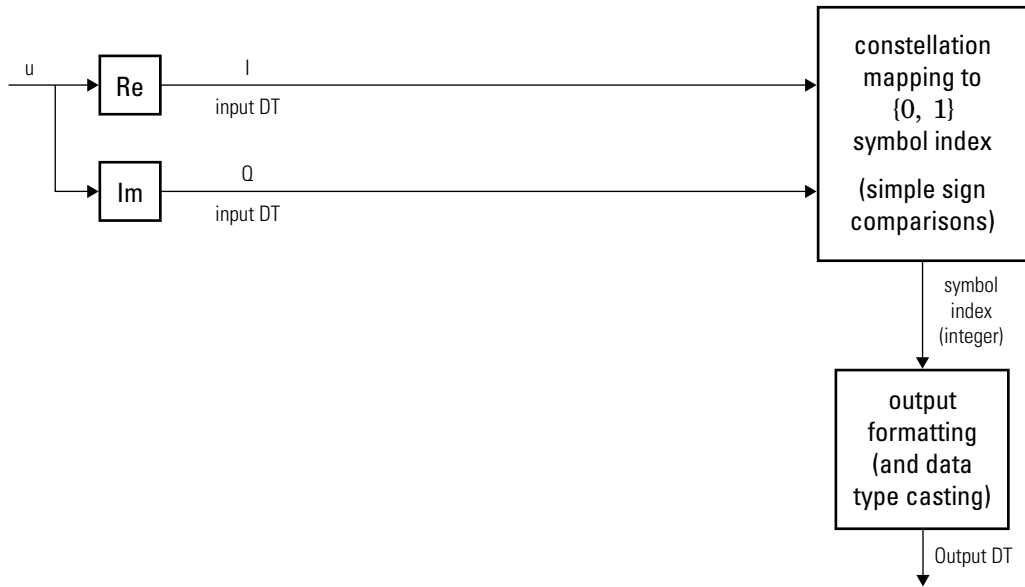 u
Re
I
input DT
Im
Q
input DT
constellation
mapping to
{0, 1}
symbol index
(simple sign
comparisons)
symbol
index
(integer)
output
formatting
(and data
type casting)
Output DT